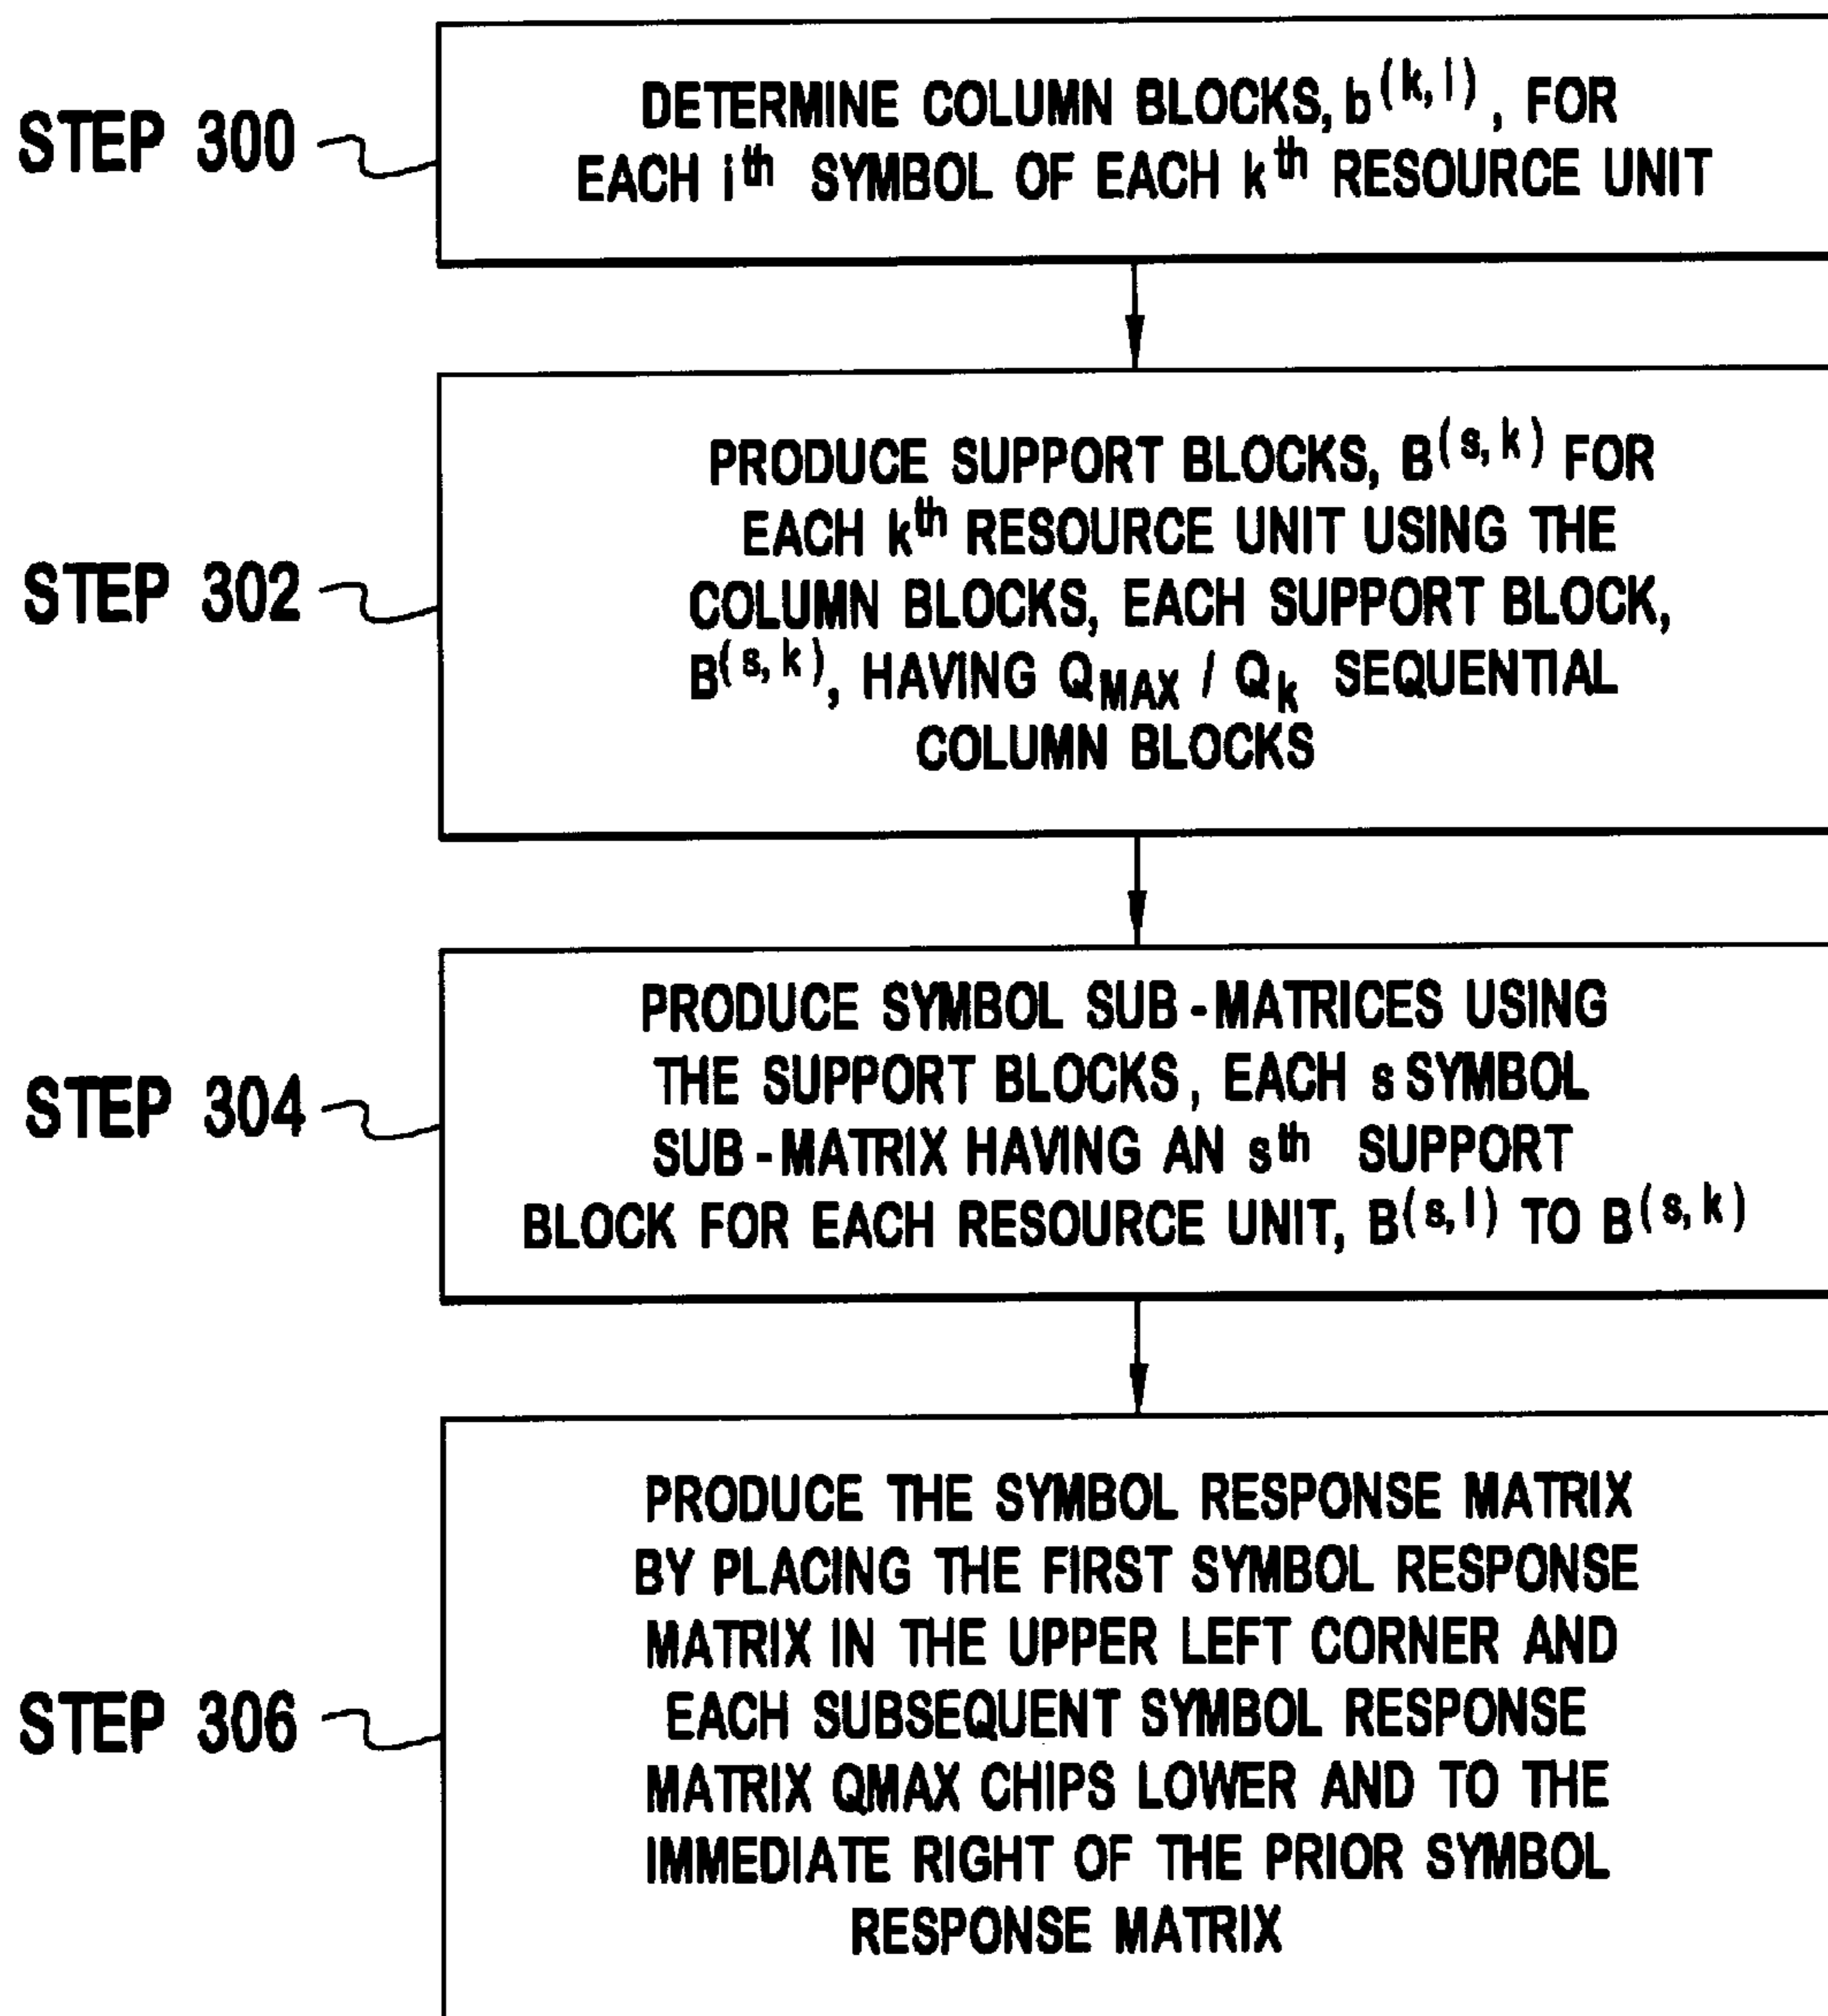 STEP 300
DETERMINE COLUMN BLOCKS, b(k, l), FOR
EACH ith SYMBOL OF EACH kth RESOURCE UNIT
STEP 302
PRODUCE SUPPORT BLOCKS, B(s, k) FOR
EACH kth RESOURCE UNIT USING THE
COLUMN BLOCKS, EACH SUPPORT BLOCK,
B(s, k), HAVING QMAX / Qk SEQUENTIAL
COLUMN BLOCKS
STEP 304
PRODUCE SYMBOL SUB-MATRICES USING
THE SUPPORT BLOCKS, EACH s SYMBOL
SUB-MATRIX HAVING AN sth SUPPORT
BLOCK FOR EACH RESOURCE UNIT, B(s, l) TO B(s, k)
STEP 306
PRODUCE THE SYMBOL RESPONSE MATRIX
BY PLACING THE FIRST SYMBOL RESPONSE
MATRIX IN THE UPPER LEFT CORNER AND
EACH SUBSEQUENT SYMBOL RESPONSE
MATRIX QMAX CHIPS LOWER AND TO THE
IMMEDIATE RIGHT OF THE PRIOR SYMBOL
RESPONSE MATRIX